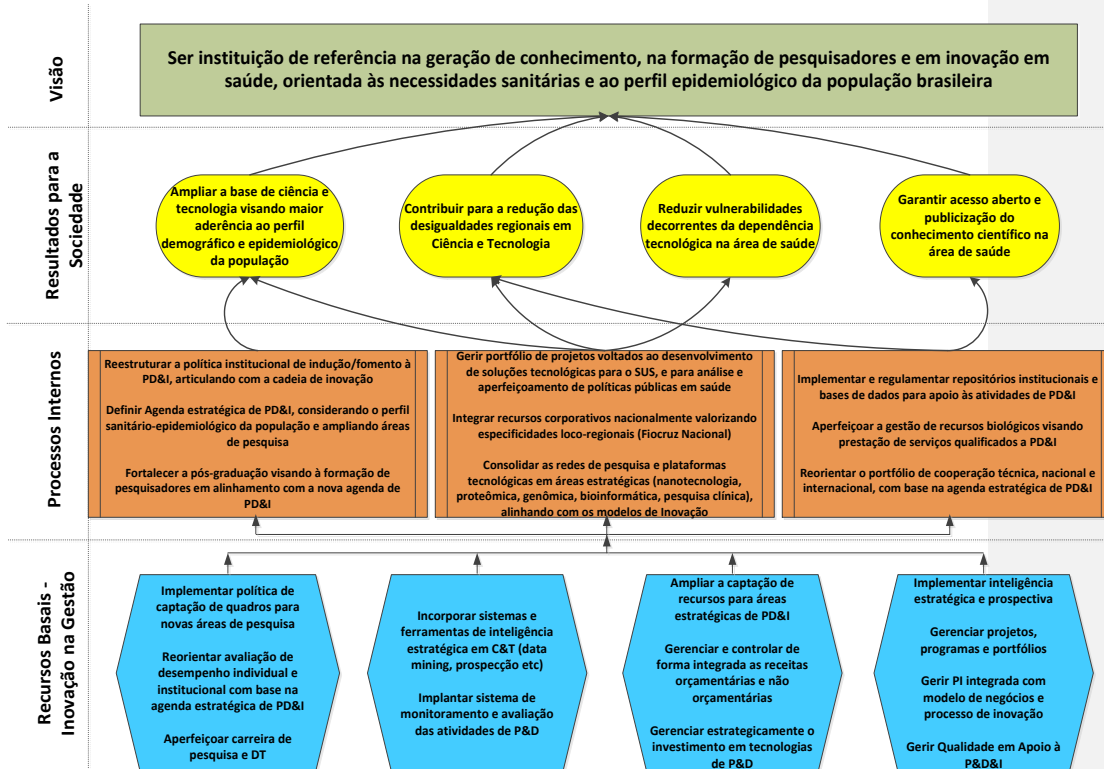 Visão
Ser instituição de referência na geração de conhecimento, na formação de pesquisadores e em inovação em
saúde, orientada às necessidades sanitárias e ao perfil epidemiológico da população brasileira
Resultados para a
Sociedade
Ampliar a base de ciência e
tecnologia visando maior
aderência ao perfil
demográfico e epidemiológico
da população
Contribuir para a redução das
desigualdades regionais em
Ciência e Tecnologia
Reduzir vulnerabilidades
decorrentes da dependência
tecnológica na área de saúde
Garantir acesso aberto e
publicização do
conhecimento científico na
área de saúde
Processos Internos
Reestruturar a política institucional de indução/fomento à
PD&I, articulando com a cadeia de inovação
Definir Agenda estratégica de PD&I, considerando o perfil
sanitário-epidemiológico da população e ampliando áreas
de pesquisa
Fortalecer a pós-graduação visando à formação de
pesquisadores em alinhamento com a nova agenda de
PD&I
Gerir portfólio de projetos voltados ao desenvolvimento
de soluções tecnológicas para o SUS, e para análise e
aperfeiçoamento de políticas públicas em saúde
Integrar recursos corporativos nacionalmente valorizando
especificidades loco-regionais (Fiocruz Nacional)
Consolidar as redes de pesquisa e plataformas
tecnológicas em áreas estratégicas (nanotecnologia,
proteômica, genômica, bioinformática, pesquisa clínica),
alinhando com os modelos de Inovação
Implementar e regulamentar repositórios institucionais e
bases de dados para apoio às atividades de PD&I
Aperfeiçoar a gestão de recursos biológicos visando
prestação de serviços qualificados a PD&I
Reorientar o portfólio de cooperação técnica, nacional e
internacional, com base na agenda estratégica de PD&I
Recursos Basais -
Inovação na Gestão
Implementar política de
captação de quadros para
novas áreas de pesquisa
Reorientar avaliação de
desempenho individual e
institucional com base na
agenda estratégica de PD&I
Aperfeiçoar carreira de
pesquisa e DT
Incorporar sistemas e
ferramentas de inteligência
estratégica em C&T (data
mining, prospecção etc)
Implantar sistema de
monitoramento e avaliação
das atividades de P&D
Ampliar a captação de
recursos para áreas
estratégicas de PD&I
Gerenciar e controlar de
forma integrada as receitas
orçamentárias e não
orçamentárias
Gerenciar estrategicamente o
investimento em tecnologias
de P&D
Implementar inteligência
estratégica e prospectiva
Gerenciar projetos,
programas e portfólios
Gerir PI integrada com
modelo de negócios e
processo de inovação
Gerir Qualidade em Apoio à
P&D&I